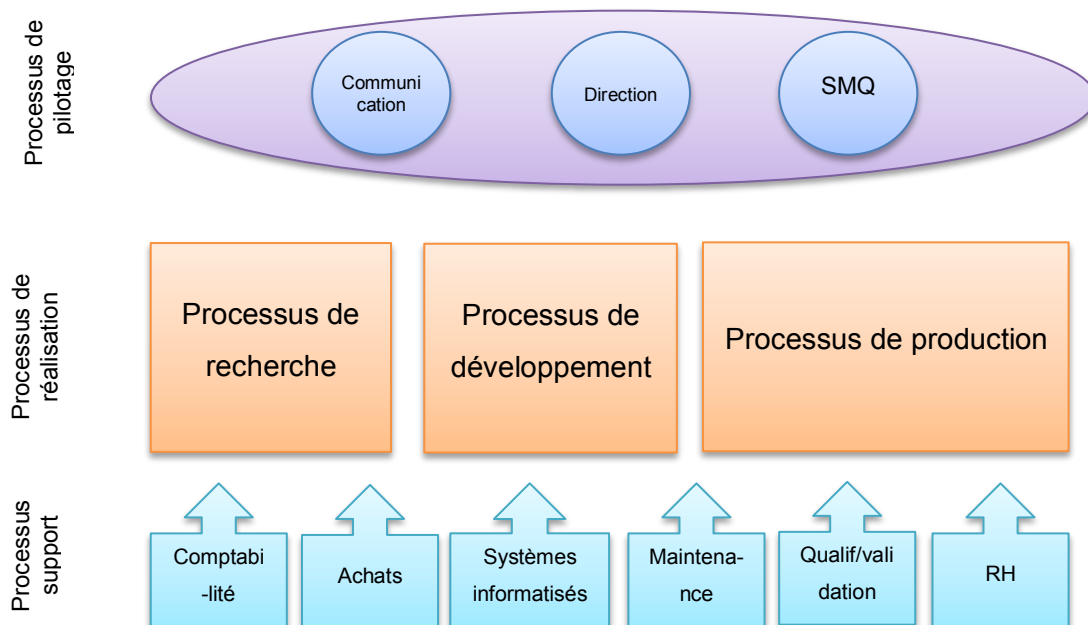 Processus de
pilotage
Communi
cation
Direction
SMQ
Processus de
réalisation
Processus de
recherche
Processus de
développement
Processus de production
Processus
support
Comptabi
-lité
Achats
Systèmes
informatisés
Maintena-
nce
Qualif/vali
dation
RH